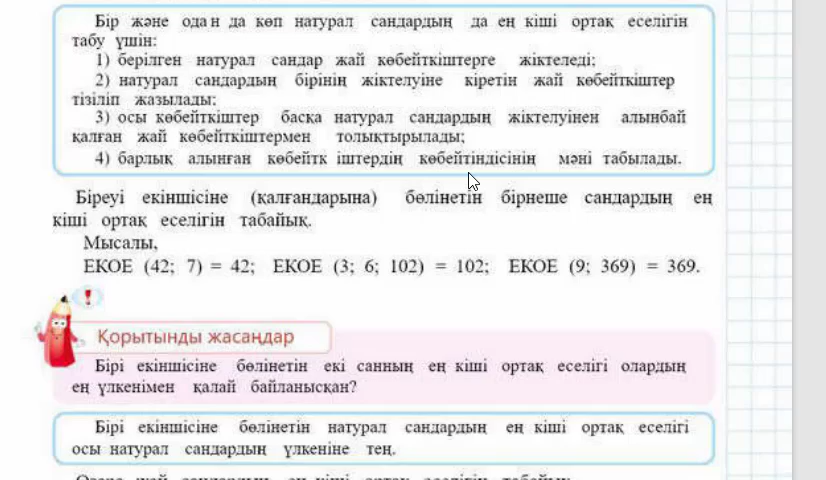 Бір және одан да көп натурал сандардың да ең кіші ортақ еселігін
табу үшін:
1) берілген натурал сандар жай көбейткіштерге жіктеледі;
2) натурал сандардың бірінің жіктелуіне кіретін жай көбейткіштер
тізіліп жазылады;
3) осы көбейткіштер басқа натурал сандардың жіктелуінен алынбай
қалған жай көбейткіштермен толықтырылады;
4) барлық алынған көбейтк іштердің көбейтіндісінің мәні табылады.
Біреуі екіншісіне (қалғандарына) бөлінетін бірнеше сандардың ең
кіші ортақ еселігін табайық.
Мысалы,
ЕКОЕ (42; 7) = 42; ЕКОЕ (3; 6; 102) = 102; ЕКОЕ (9; 369) = 369.
!
Қорытынды жасаңдар
Бірі екіншісіне бөлінетін екі санның ең кіші ортақ еселігі олардың
ең үлкенімен қалай байланысқан?
Бірі екіншісіне бөлінетін натурал сандардың ең кіші ортақ еселігі
осы натурал сандардың үлкеніне тең.